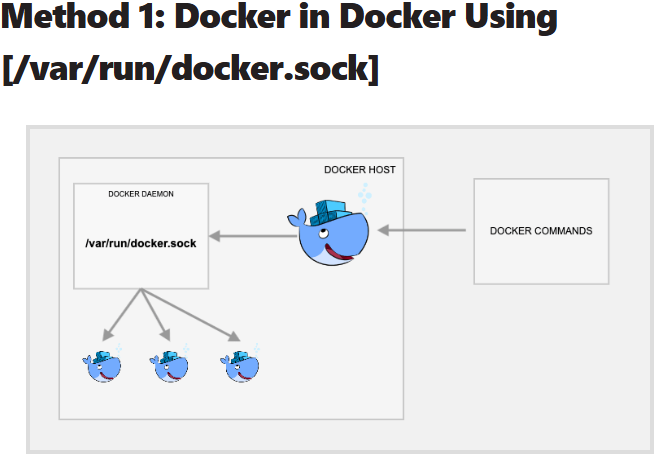 Method 1: Docker in Docker Using
[/var/run/docker.sock]
DOCKER HOST
DOCKER DAEMON
/var/run/docker.sock
DOCKER COMMANDS